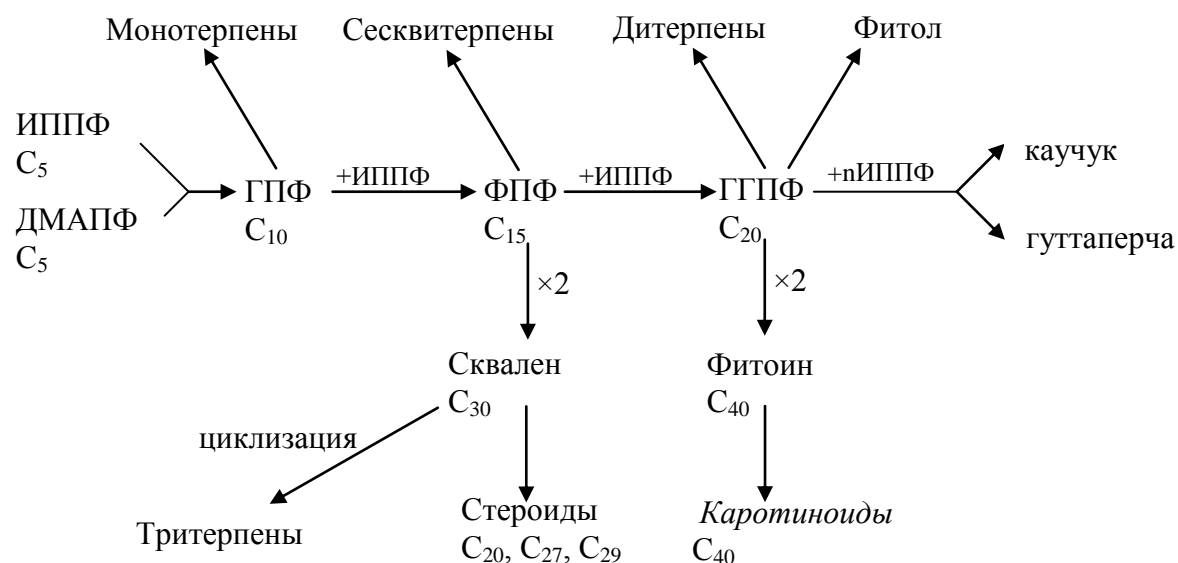 Монотерпены Сесквитерпены Дитерпены Фитол
ИППФ
C₅
ДМАПФ
C₅
ГПФ
C₁₀
+ИППФ
ФПФ
C₁₅
+ИППФ
ГГПФ
C₂₀
+nИППФ
каучук
гуттаперча
×2
×2
Сквален
C₃₀
Фитоин
C₄₀
циклизация
Тритерпены
Стероиды
C₂₀, C₂₇, C₂₉
Каротиноиды
C₄₀